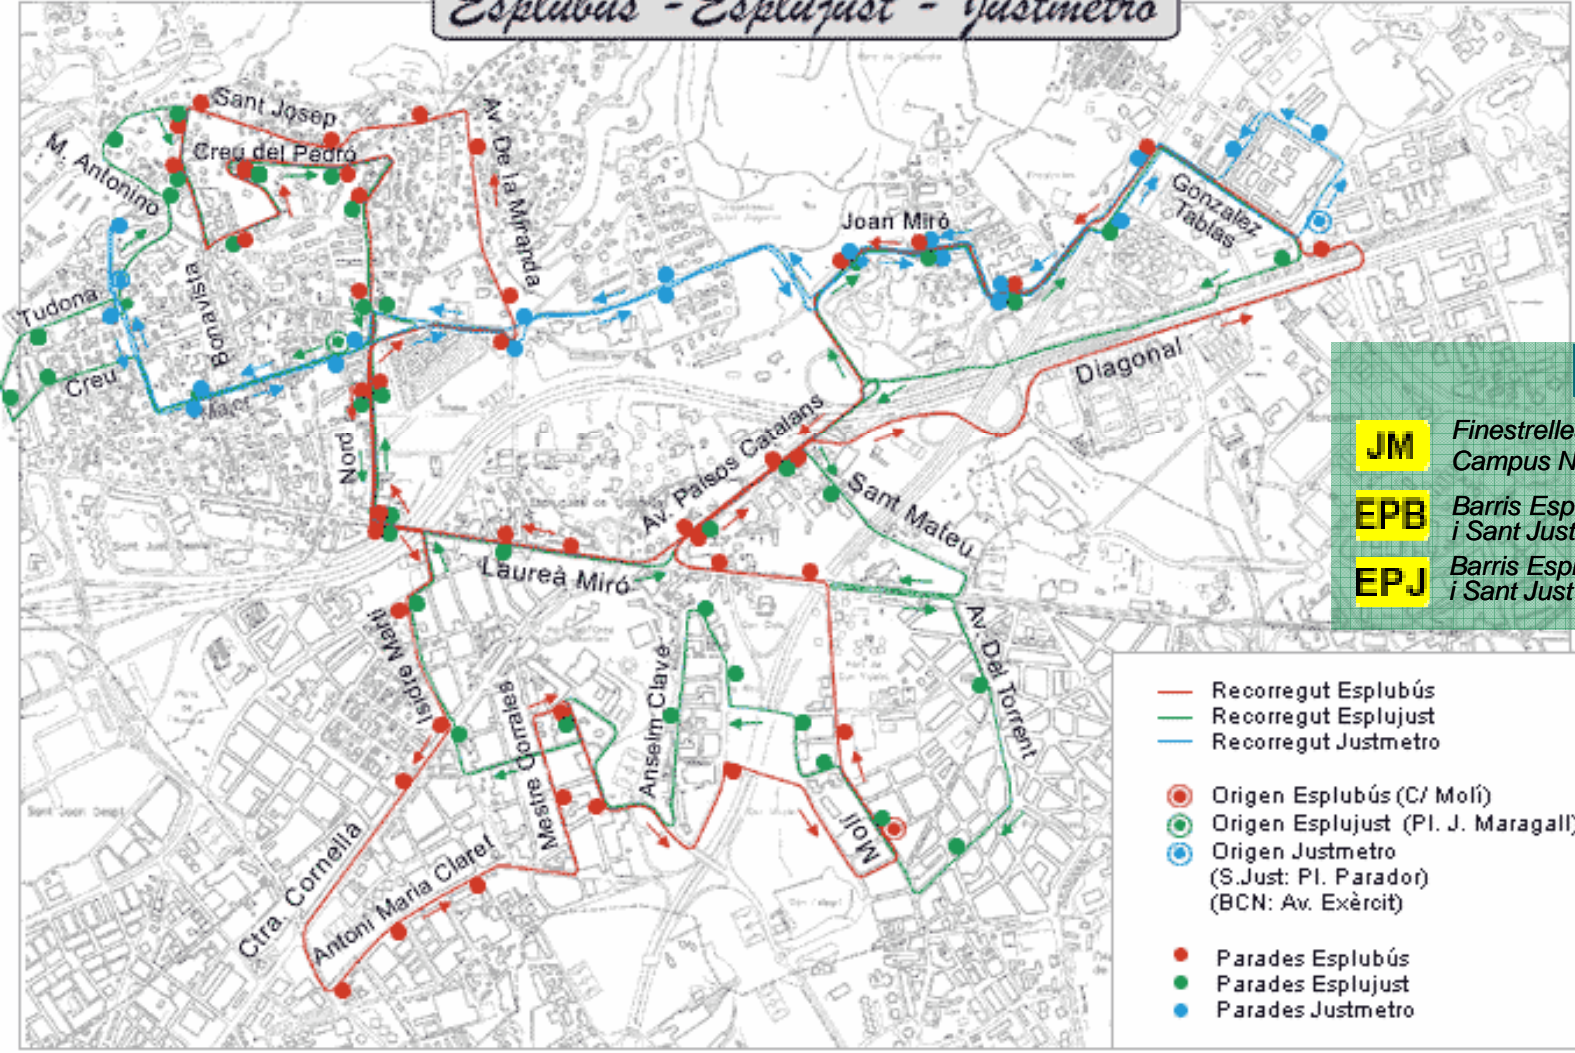 Esplubús - Esplujust - Justmetro
Sant Josep
Av. De la Miranda
Creu del Pedró
M. Antonino
Gonzalez
Tablas
Joan Miró
Bonavista
Tudona
Creu
Major
Diagonal
Nord
Av. Països Catalans
Sant Mateu
Laureà Miró
Isidre Martí
Mestre Corrales
Anselm Clavé
Av. Del Torrent
Molí
Ctra. Cornella
Antoni Maria Claret
JM
Campus N
EPB
Barris Esp
i Sant Just
EPJ
Barris Espl
i Sant Just
Recorregut Esplubús
Recorregut Esplujust
Recorregut Justmetro
Origen Esplubús (C/ Molí)
Origen Esplujust (Pl. J. Maragall)
Origen Justmetro
(S.Just: Pl. Parador)
(BCN: Av. Exèrcit)
Parades Esplubús
Parades Esplujust
Parades Justmetro